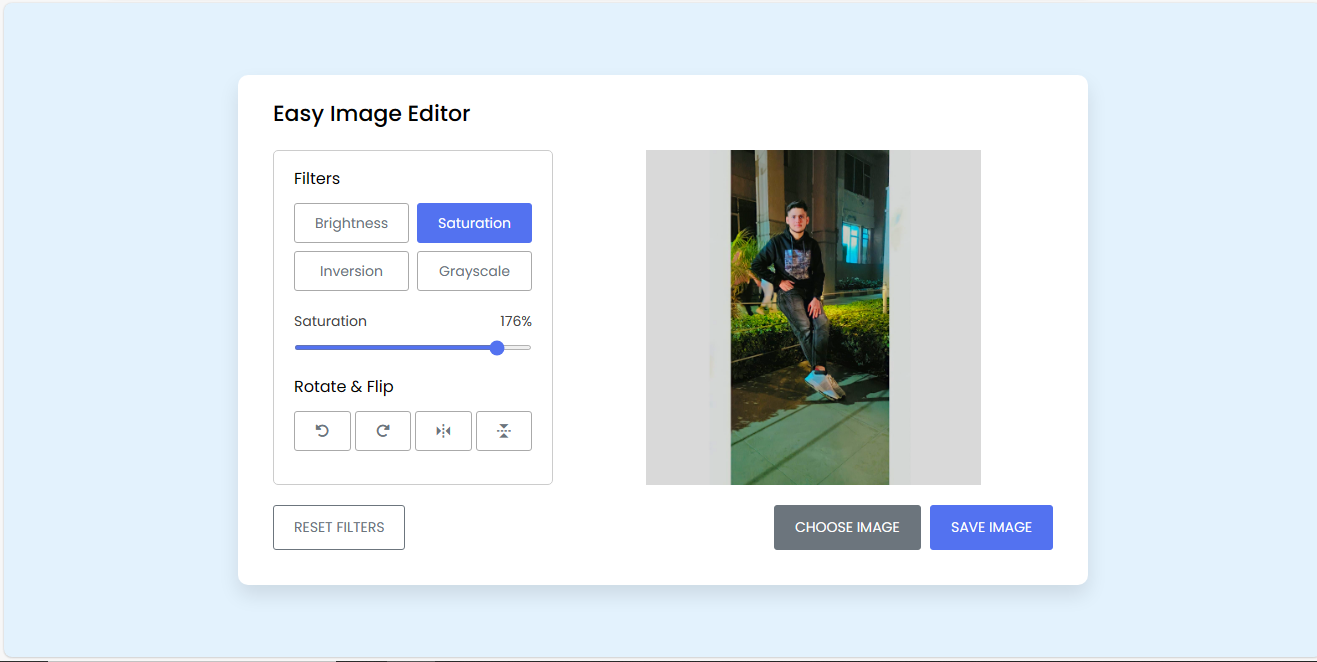 Easy Image Editor
Filters
Brightness Saturation
Inversion Grayscale
Saturation 176%
Rotate & Flip
RESET FILTERS CHOOSE IMAGE SAVE IMAGE